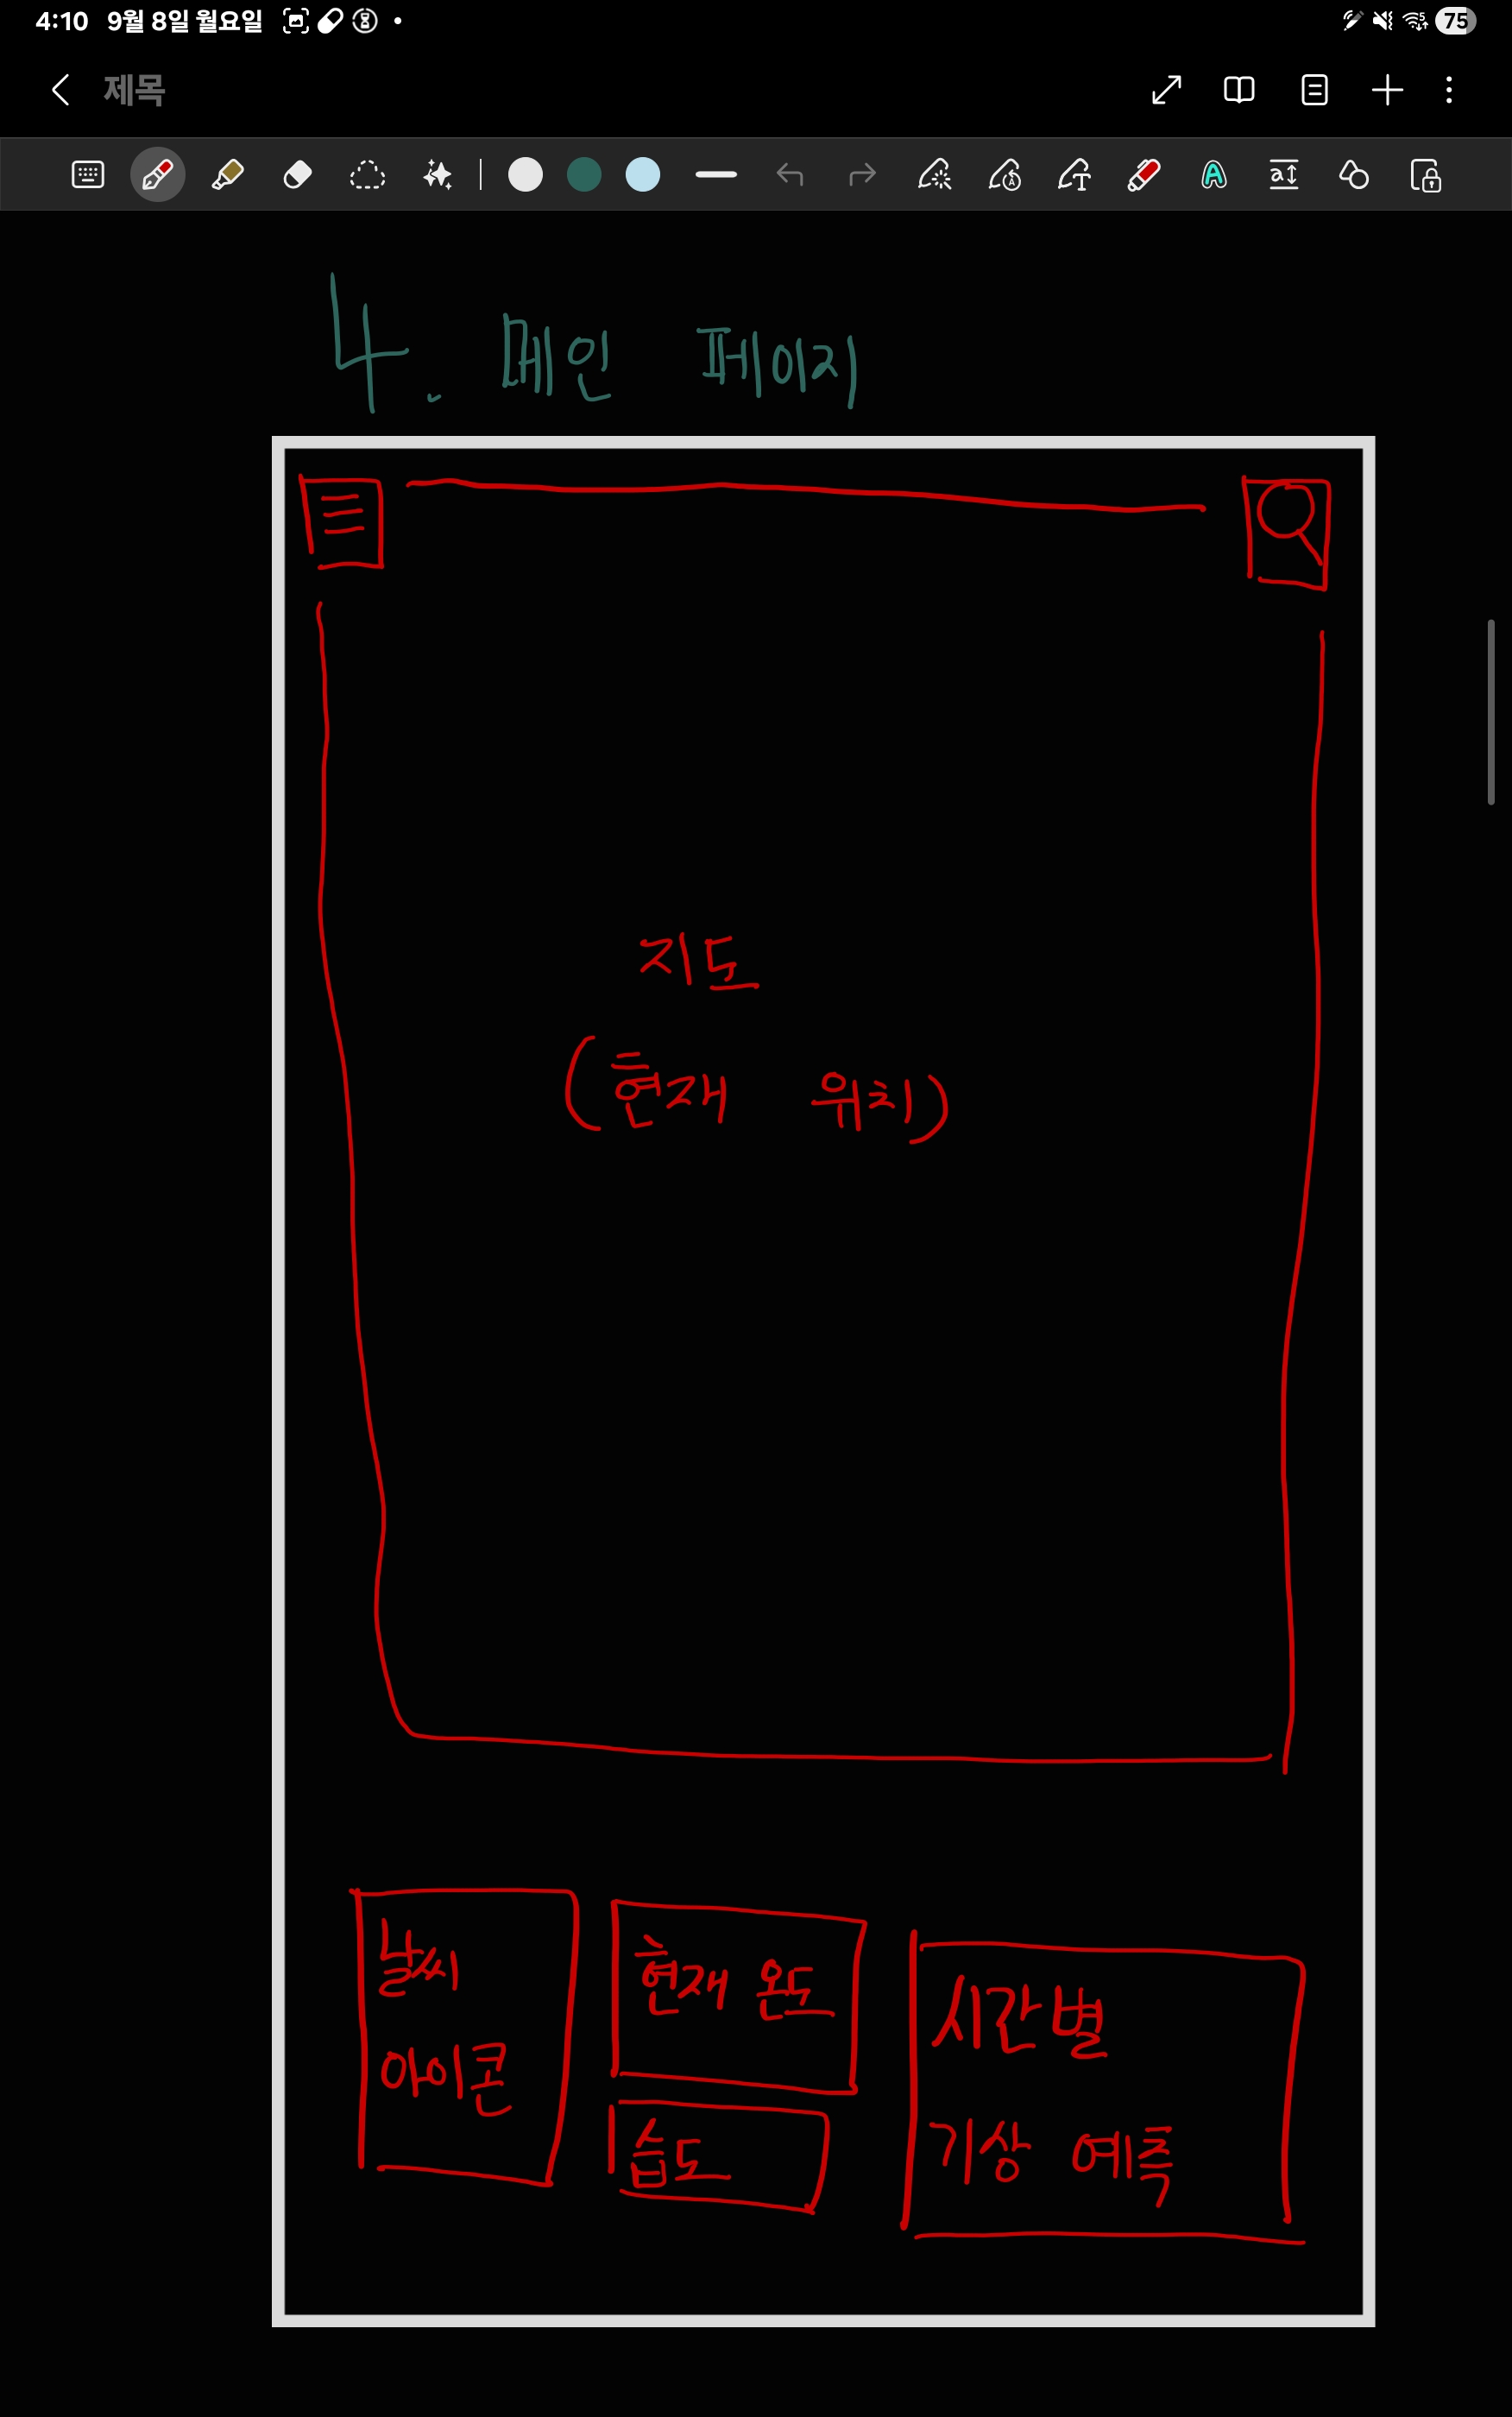 4:10 9월 8일 월요일
75
제목
4. 메인 페이지
지도
(현재 위치)
날씨
아이콘
현재 온도
습도
시간별
기상 예측